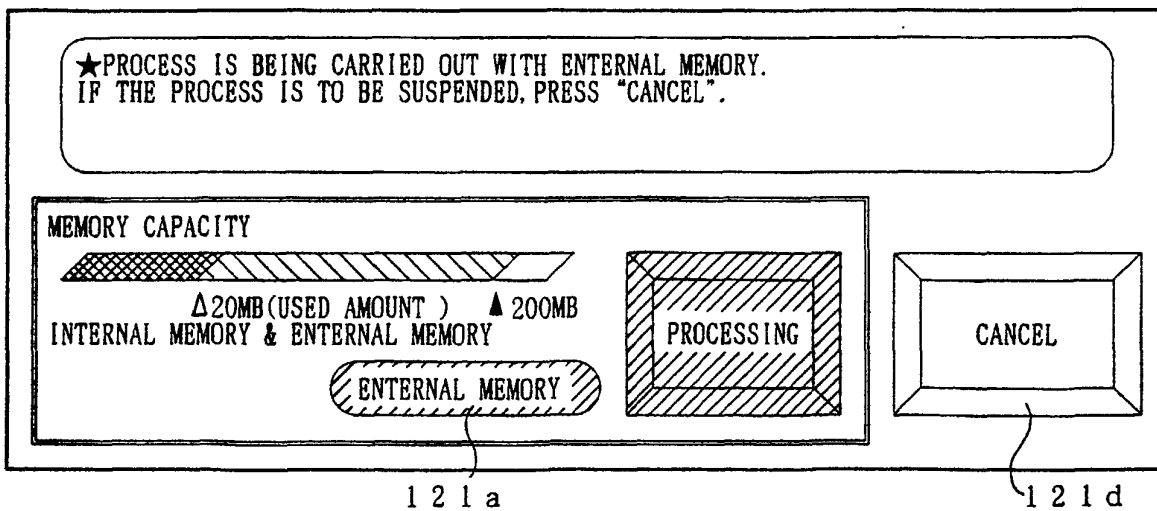 ★PROCESS IS BEING CARRIED OUT WITH ENTERNAL MEMORY.
IF THE PROCESS IS TO BE SUSPENDED, PRESS "CANCEL".
MEMORY CAPACITY
Δ20MB(USED AMOUNT ) ▲ 200MB
INTERNAL MEMORY & ENTERNAL MEMORY
ENTERNAL MEMORY
PROCESSING
CANCEL
121a
121d